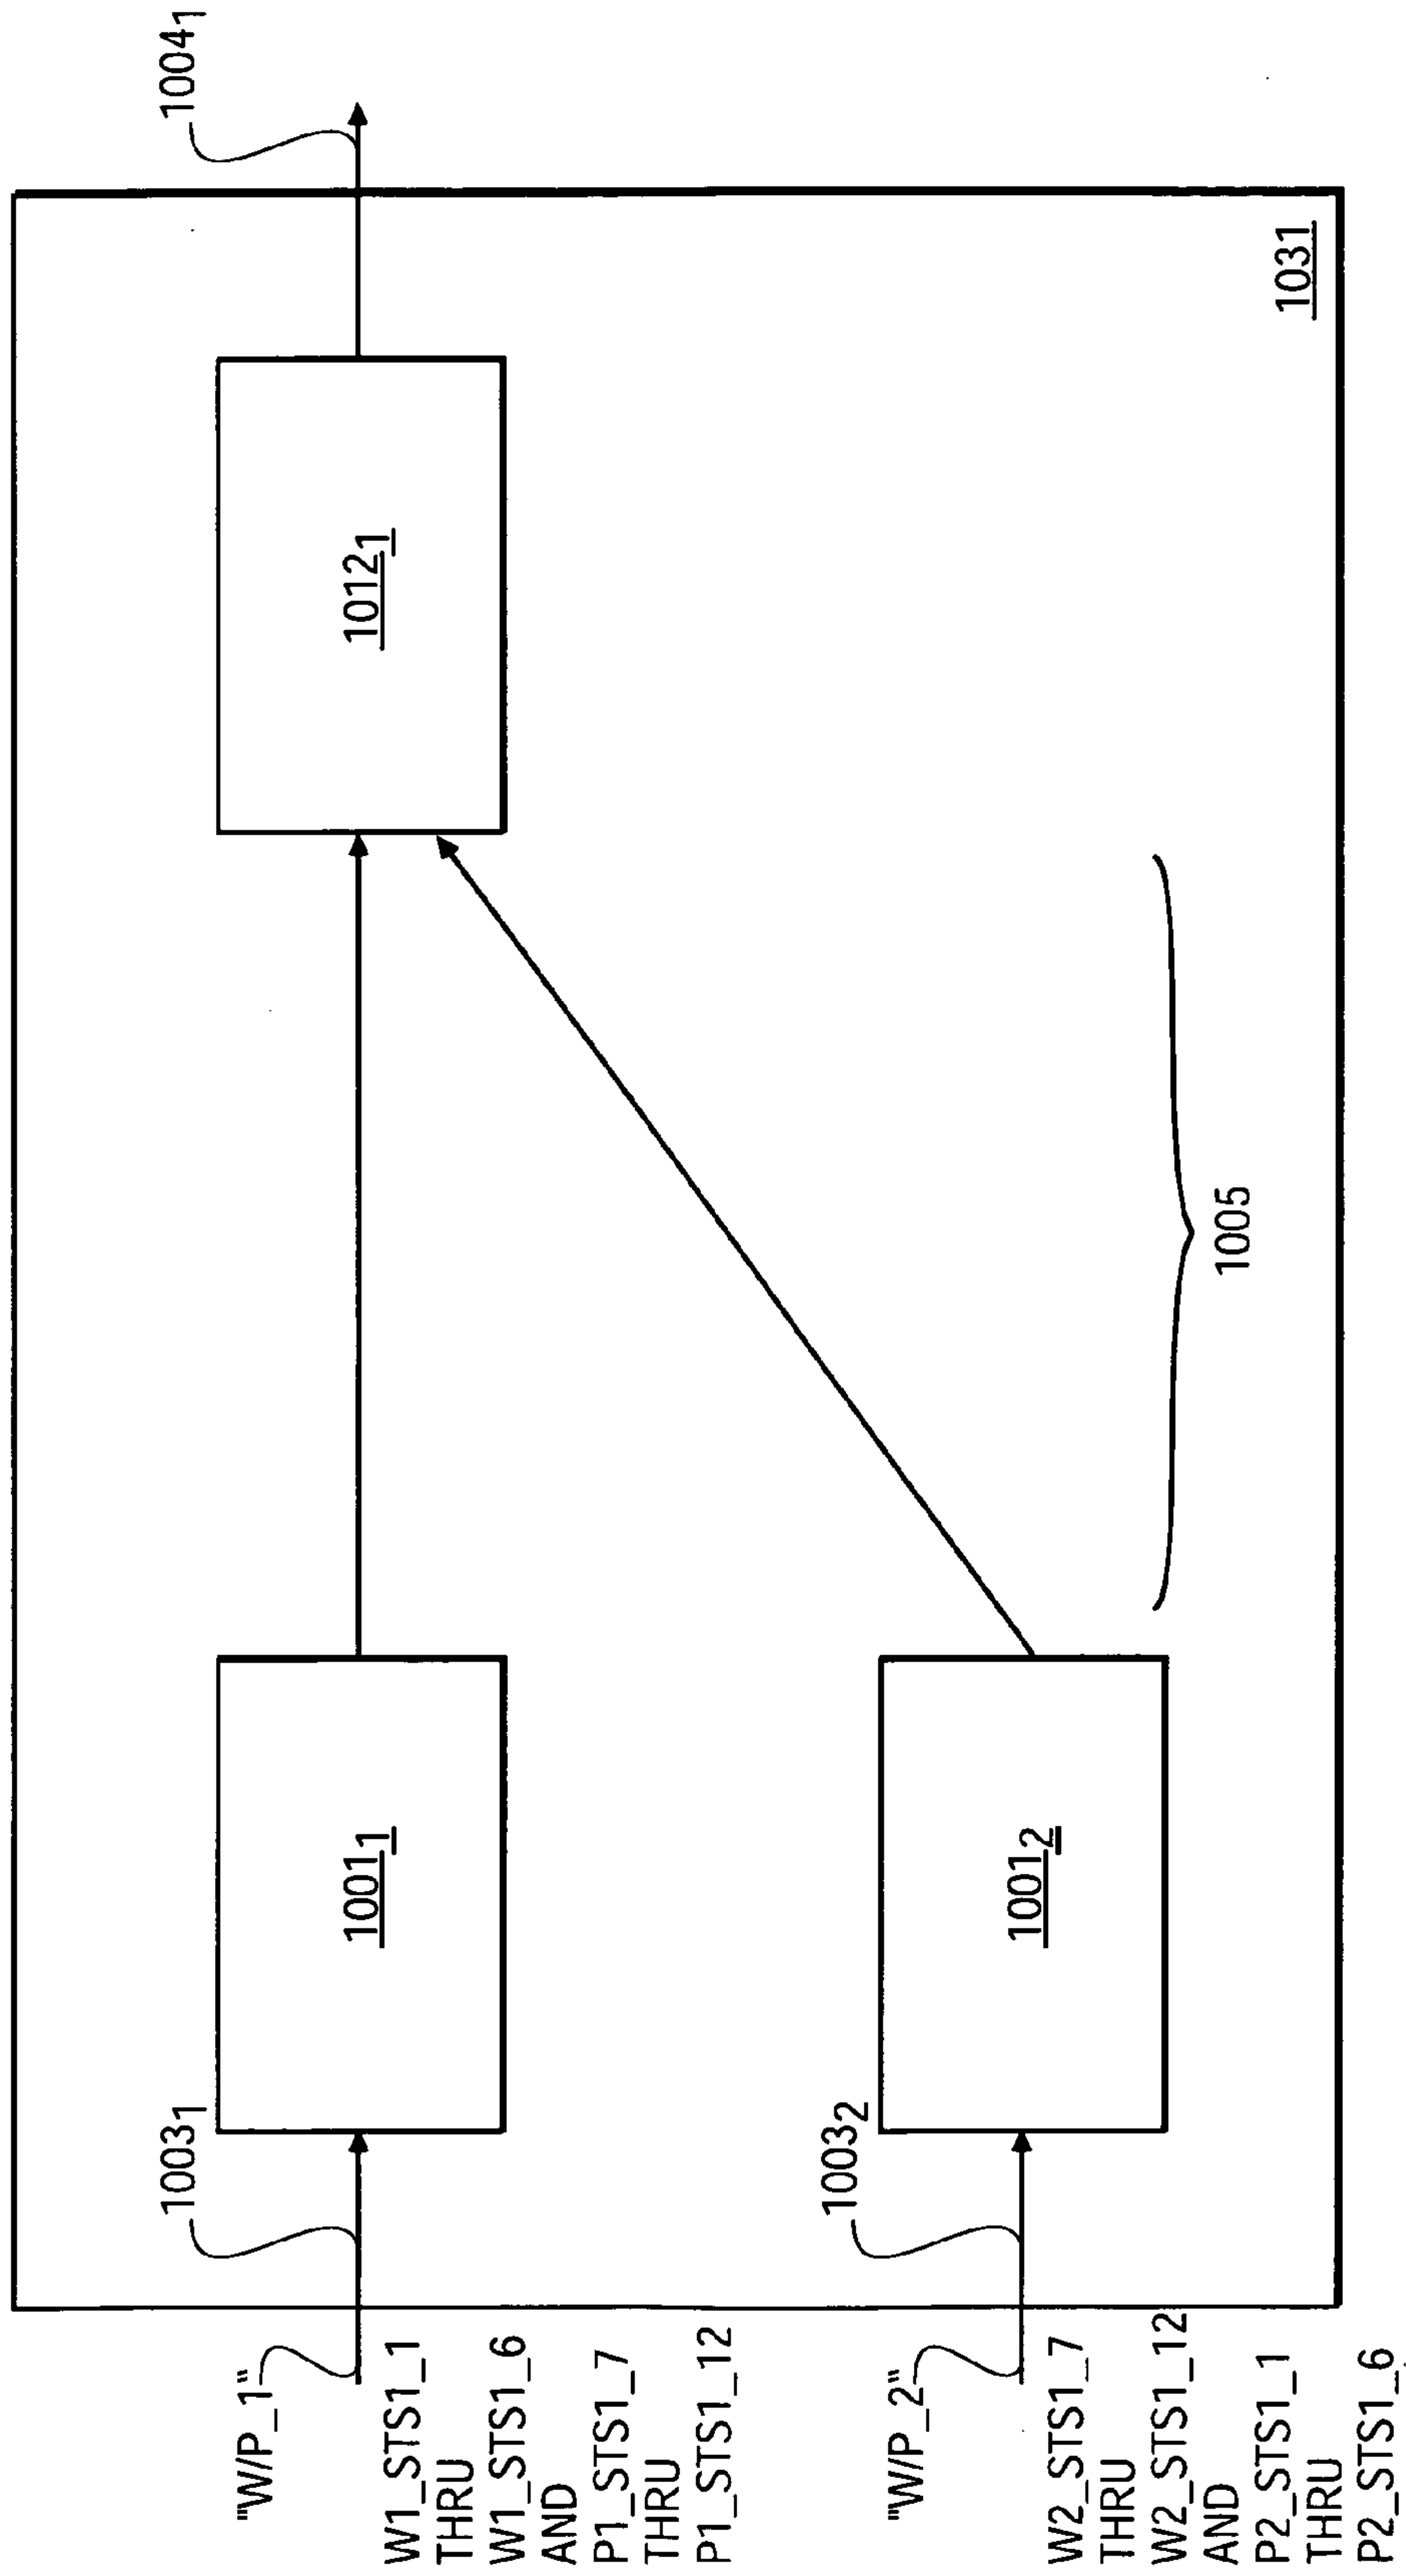 "W/P_1"
W1_STS1_1
THRU
W1_STS1_6
AND
P1_STS1_7
THRU
P1_STS1_12
1003₁
1001₁
1012₁
1004₁
"W/P_2"
W2_STS1_7
THRU
W2_STS1_12
AND
P2_STS1_1
THRU
P2_STS1_6
1003₂
1001₂
1005
1031